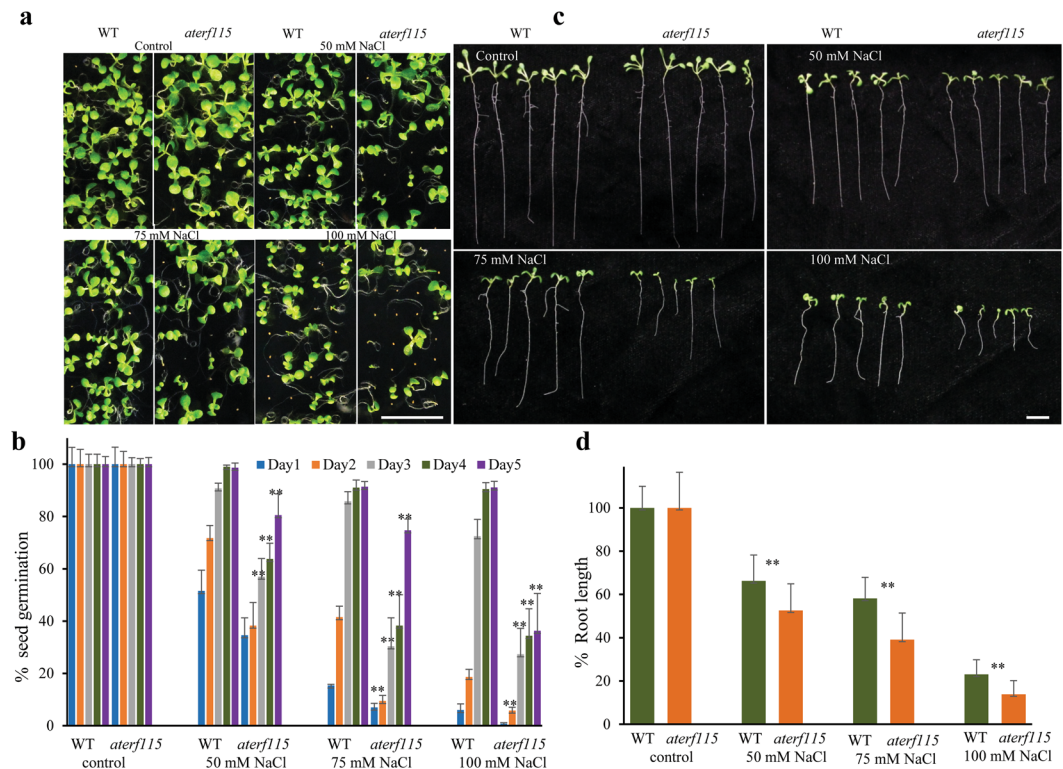 a
WT aterf115 WT aterf115
Control 50 mM NaCl
75 mM NaCl 100 mM NaCl
c
WT aterf115 WT aterf115
Control 50 mM NaCl
75 mM NaCl 100 mM NaCl
b
Day1 Day2 Day3 Day4 Day5
% seed germination
100
80
60
40
20
0
** ** ** **
** ** ** ** **
** ** ** **
WT aterf115 WT aterf115 WT aterf115 WT aterf115
control 50 mM NaCl 75 mM NaCl 100 mM NaCl
d
% Root length
100
80
60
40
20
0
** ** **
WT aterf115 WT aterf115 WT aterf115 WT aterf115
control 50 mM NaCl 75 mM NaCl 100 mM NaCl